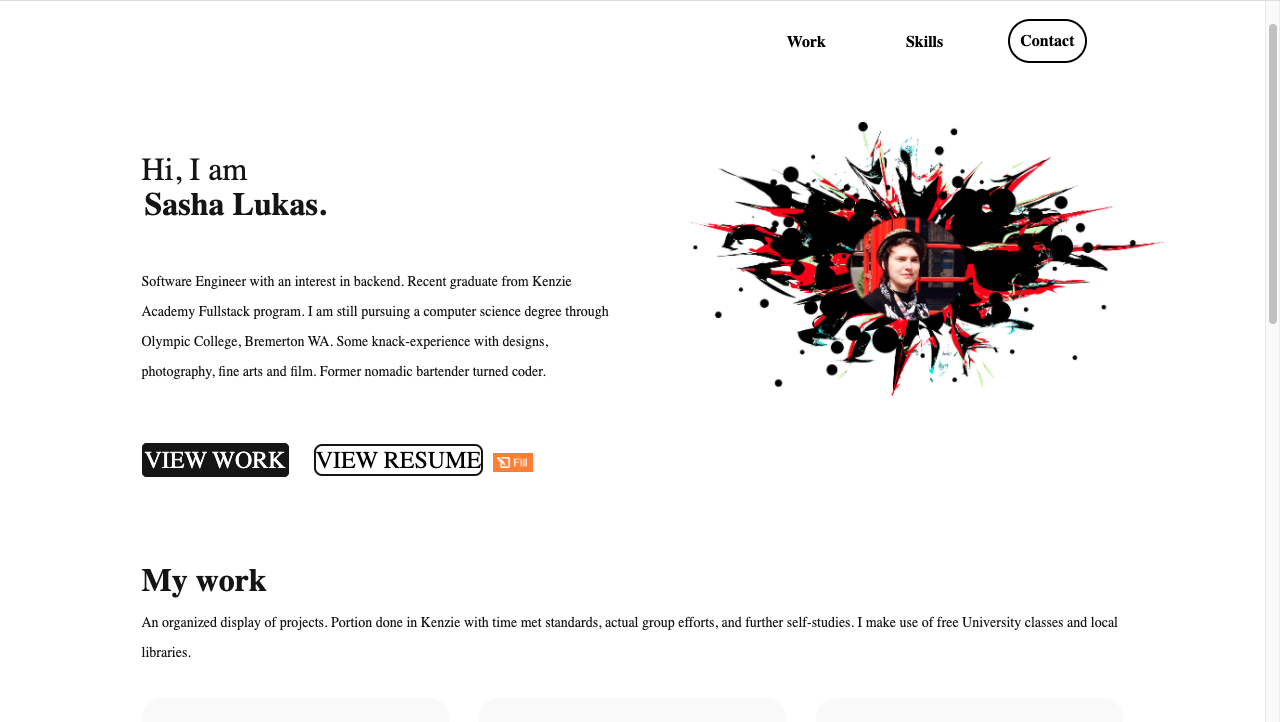 Work Skills Contact
Hi, I am
Sasha Lukas.
Software Engineer with an interest in backend. Recent graduate from Kenzie
Academy Fullstack program. I am still pursuing a computer science degree through
Olympic College, Bremerton WA. Some knack-experience with designs,
photography, fine arts and film. Former nomadic bartender turned coder.
VIEW WORK VIEW RESUME Fill
My work
An organized display of projects. Portion done in Kenzie with time met standards, actual group efforts, and further self-studies. I make use of free University classes and local
libraries.